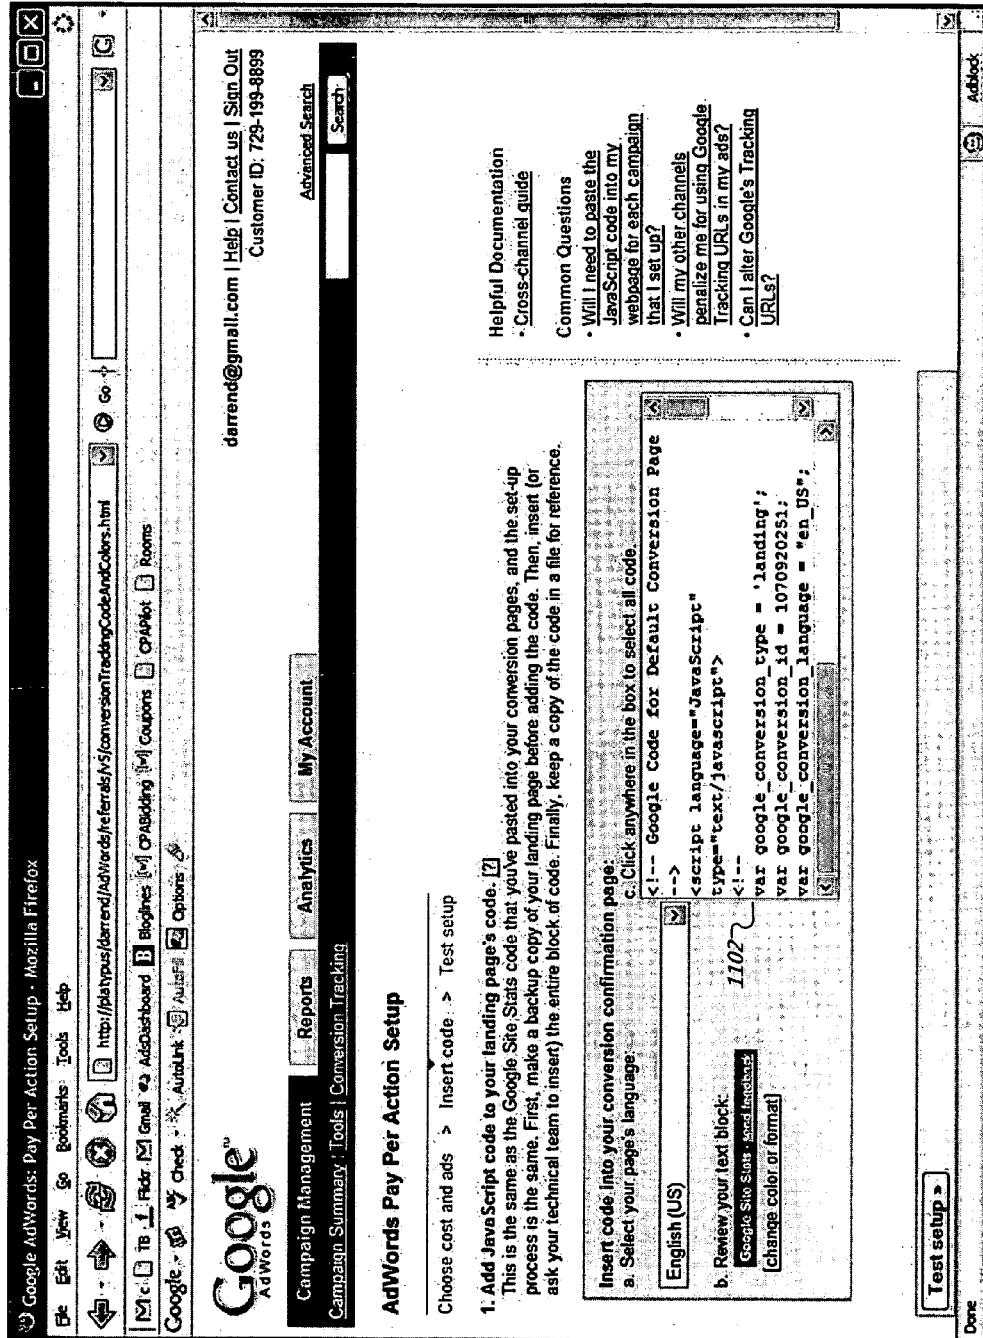 Google AdWords: Pay Per Action Setup - Mozilla Firefox
File Edit View Go Bookmarks Tools Help
http://platypus/darrend/AdWords/referrals/v5/conversionTrackingCodeAndColors.html
Go
G
TB Flickr Gmail AdsDashboard B Bloglines [M] CPABidding [M] Coupons CPAPilot Rooms
Google Check AutoLink AutoFill Options
darrend@gmail.com | Help | Contact us | Sign Out
Customer ID: 729-199-8899
Google
AdWords
Advanced Search
Campaign Management Reports Analytics My Account
Search
Campaign Summary | Tools | Conversion Tracking
AdWords Pay Per Action Setup
Choose cost and ads > Insert code > Test setup
1. Add JavaScript code to your landing page's code. [?]
This is the same as the Google Site Stats code that you've pasted into your conversion pages, and the set-up
process is the same. First, make a backup copy of your landing page before adding the code. Then, insert (or
ask your technical team to insert) the entire block of code. Finally, keep a copy of the code in a file for reference.
Insert code into your conversion confirmation page:
a. Select your page's language:
English (US)
b. Review your text block:
Google Site Stats - send feedback
change color or format
c. Click anywhere in the box to select all code.
<!-- Google Code for Default Conversion Page
-->
<script language="JavaScript"
type="text/javascript">
<!--
var google_conversion_type = 'landing';
var google_conversion_id = 1070920251;
var google_conversion_language = "en_US";
1102
Helpful Documentation
· Cross-channel guide
Common Questions
· Will I need to paste the
JavaScript code into my
webpage for each campaign
that I set up?
· Will my other channels
penalize me for using Google
Tracking URLs in my ads?
· Can I alter Google's Tracking
URLs?
Test setup »
Done
Adblock